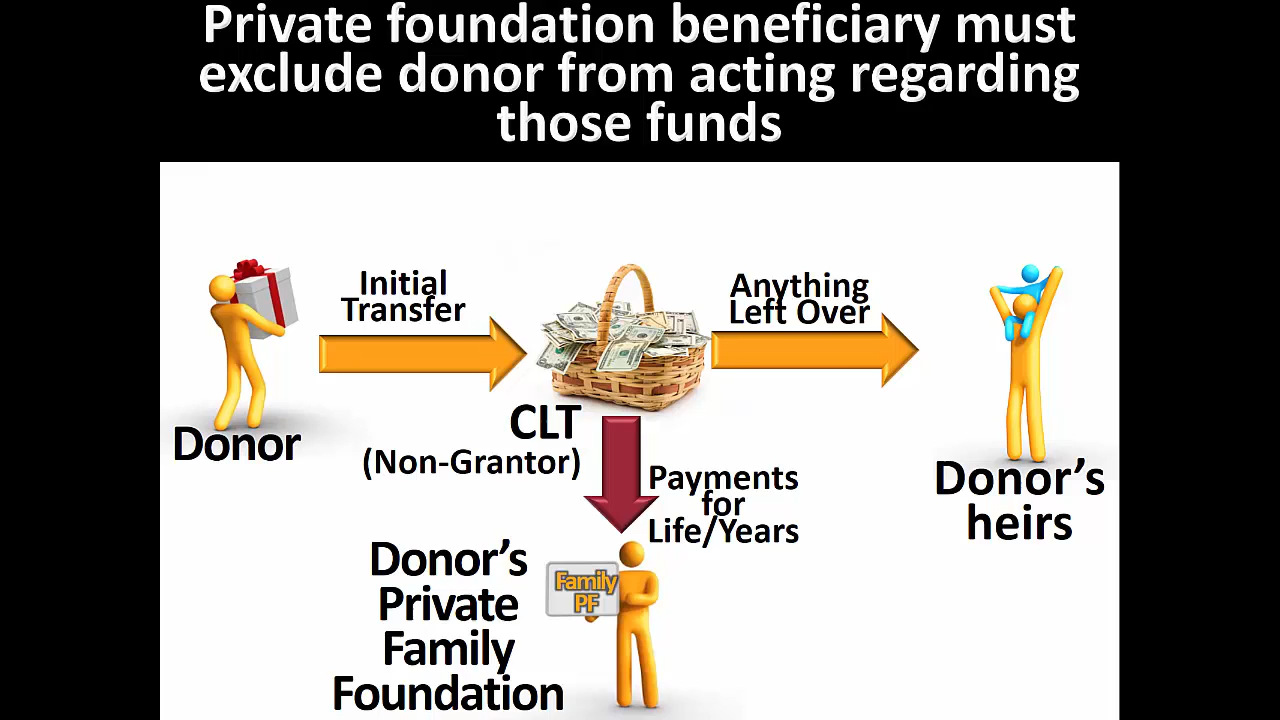 Private foundation beneficiary must
exclude donor from acting regarding
those funds
Initial
Transfer
Anything
Left Over
Donor
CLT
(Non-Grantor)
Payments
for
Life/Years
Donor's
heirs
Donor's
Private
Family
Foundation
Family
PF